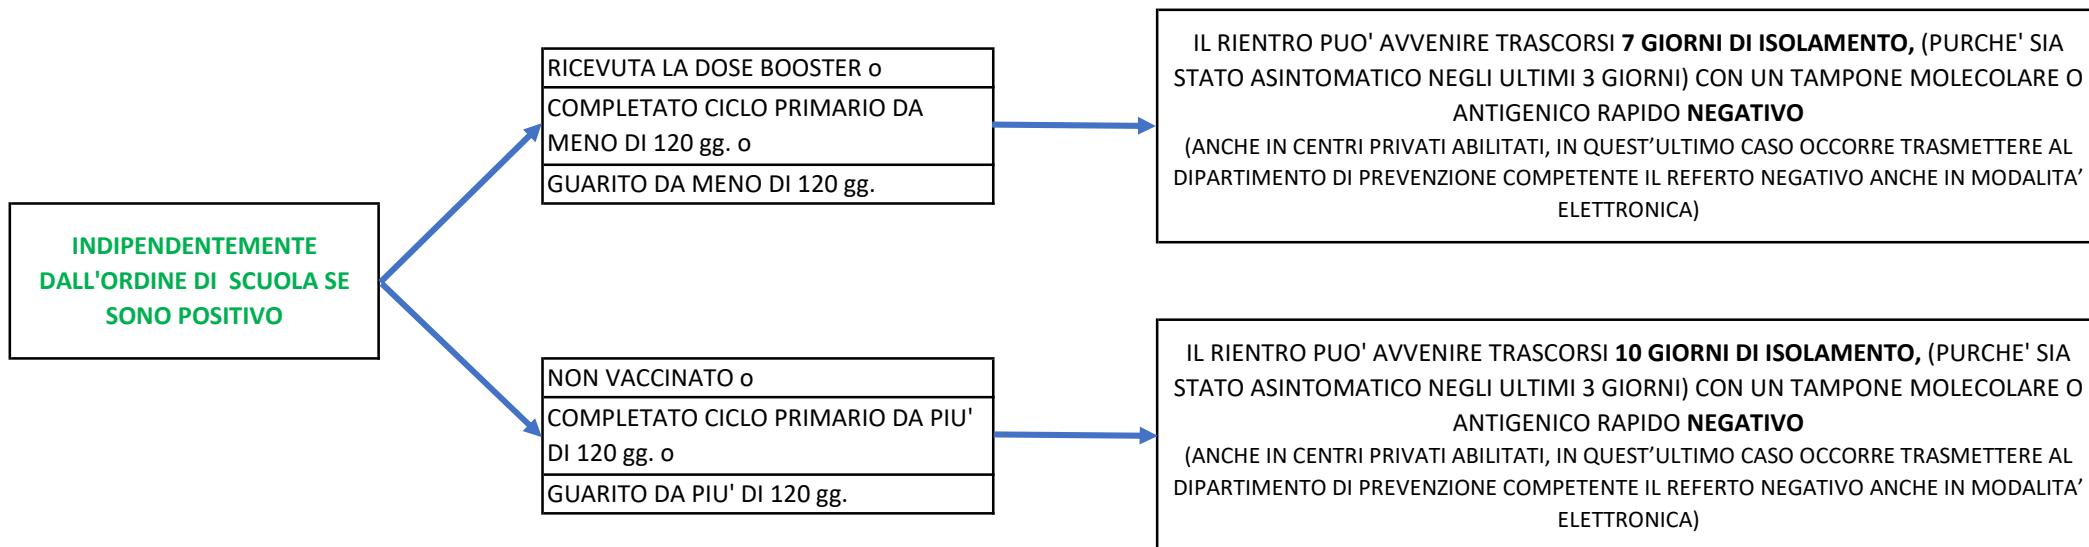 INDIPENDENTEMENTE
DALL'ORDINE DI  SCUOLA SE
SONO POSITIVO
RICEVUTA LA DOSE BOOSTER o
COMPLETATO CICLO PRIMARIO DA
MENO DI 120 gg. o
GUARITO DA MENO DI 120 gg.
IL RIENTRO PUO' AVVENIRE TRASCORSI 7 GIORNI DI ISOLAMENTO, (PURCHE' SIA
STATO ASINTOMATICO NEGLI ULTIMI 3 GIORNI) CON UN TAMPONE MOLECOLARE O
ANTIGENICO RAPIDO NEGATIVO
(ANCHE IN CENTRI PRIVATI ABILITATI, IN QUEST’ULTIMO CASO OCCORRE TRASMETTERE AL
DIPARTIMENTO DI PREVENZIONE COMPETENTE IL REFERTO NEGATIVO ANCHE IN MODALITA’
ELETTRONICA)
NON VACCINATO o
COMPLETATO CICLO PRIMARIO DA PIU'
DI 120 gg. o
GUARITO DA PIU' DI 120 gg.
IL RIENTRO PUO' AVVENIRE TRASCORSI 10 GIORNI DI ISOLAMENTO, (PURCHE' SIA
STATO ASINTOMATICO NEGLI ULTIMI 3 GIORNI) CON UN TAMPONE MOLECOLARE O
ANTIGENICO RAPIDO NEGATIVO
(ANCHE IN CENTRI PRIVATI ABILITATI, IN QUEST’ULTIMO CASO OCCORRE TRASMETTERE AL
DIPARTIMENTO DI PREVENZIONE COMPETENTE IL REFERTO NEGATIVO ANCHE IN MODALITA’
ELETTRONICA)